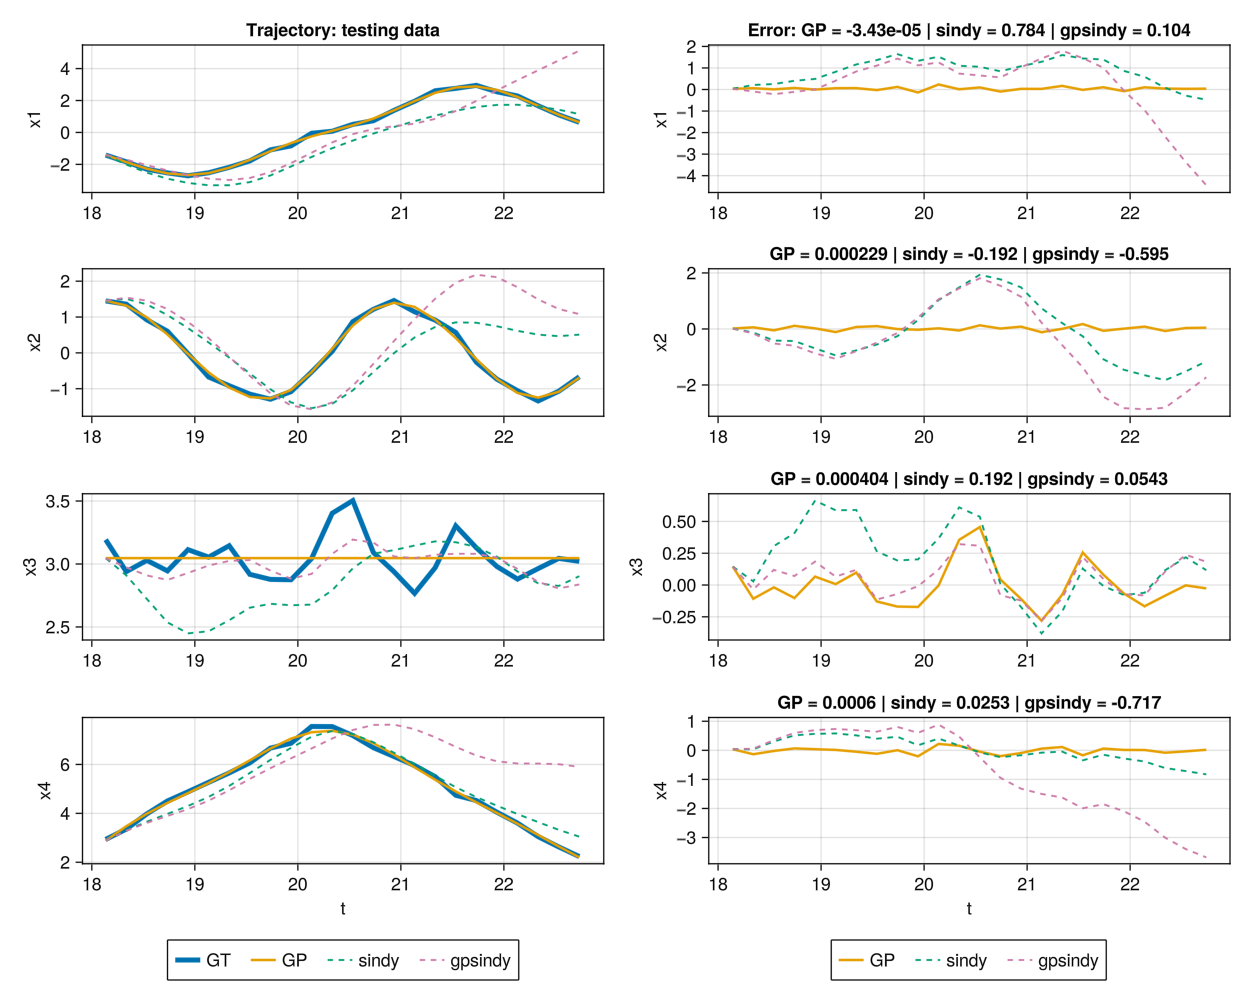 Trajectory: testing data
x1
4
2
0
−2
18 19 20 21 22
Error: GP = -3.43e-05 | sindy = 0.784 | gpsindy = 0.104
x1
2
1
0
−1
−2
−3
−4
18 19 20 21 22
x2
2
1
0
−1
18 19 20 21 22
GP = 0.000229 | sindy = -0.192 | gpsindy = -0.595
x2
2
0
−2
18 19 20 21 22
x3
3.5
3.0
2.5
18 19 20 21 22
GP = 0.000404 | sindy = 0.192 | gpsindy = 0.0543
x3
0.50
0.25
0.00
−0.25
18 19 20 21 22
x4
6
4
2
18 19 20 21 22
t
GP = 0.0006 | sindy = 0.0253 | gpsindy = -0.717
x4
1
0
−1
−2
−3
18 19 20 21 22
t
GT GP sindy gpsindy
GP sindy gpsindy